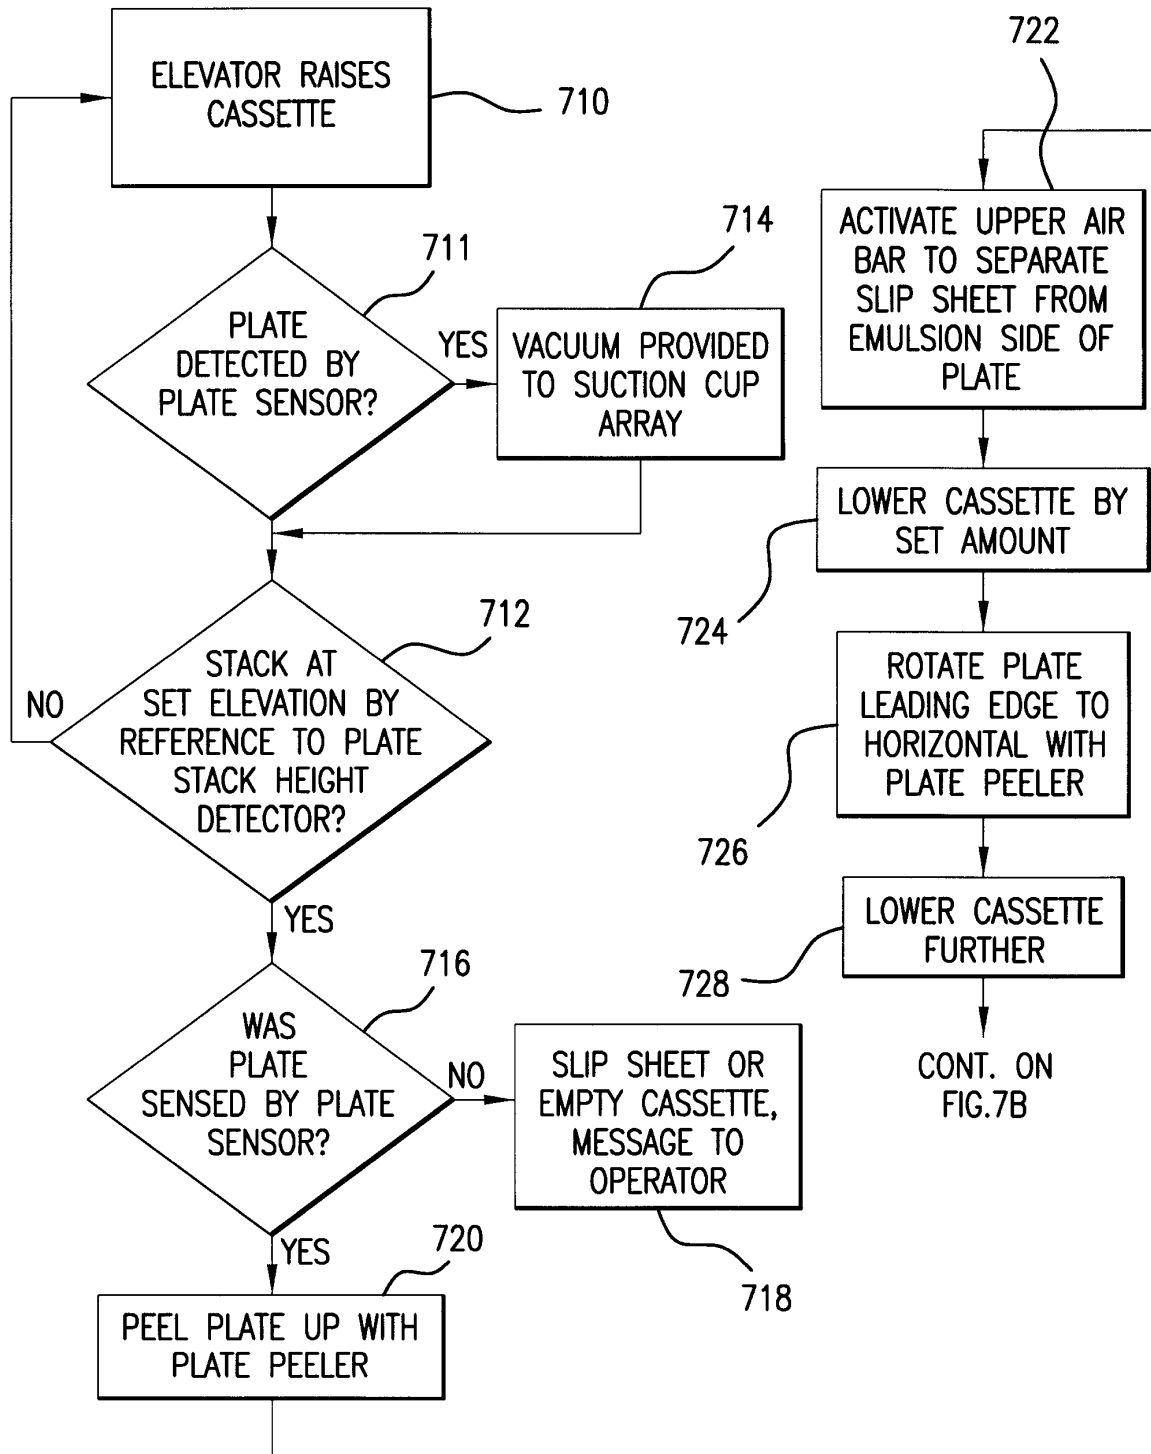 ELEVATOR RAISES
CASSETTE
710
711
PLATE
DETECTED BY
PLATE SENSOR?
YES
714
VACUUM PROVIDED
TO SUCTION CUP
ARRAY
712
STACK AT
SET ELEVATION BY
REFERENCE TO PLATE
STACK HEIGHT
DETECTOR?
NO
YES
716
WAS
PLATE
SENSED BY PLATE
SENSOR?
NO
SLIP SHEET OR
EMPTY CASSETTE,
MESSAGE TO
OPERATOR
718
YES
720
PEEL PLATE UP WITH
PLATE PEELER
722
ACTIVATE UPPER AIR
BAR TO SEPARATE
SLIP SHEET FROM
EMULSION SIDE OF
PLATE
LOWER CASSETTE BY
SET AMOUNT
724
ROTATE PLATE
LEADING EDGE TO
HORIZONTAL WITH
PLATE PEELER
726
LOWER CASSETTE
FURTHER
728
CONT. ON
FIG.7B